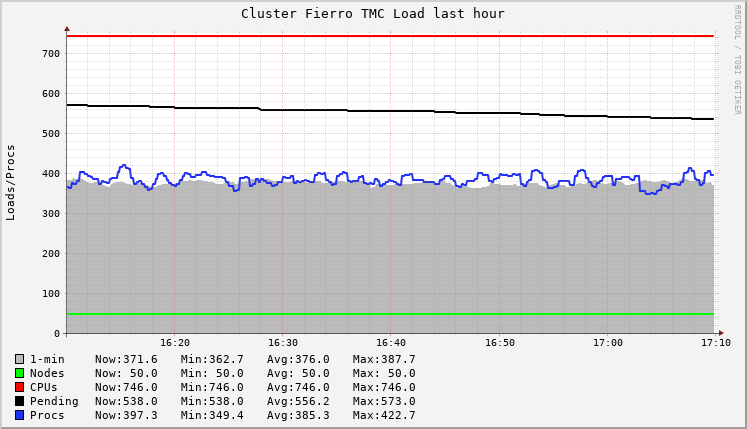 Cluster Fierro TMC Load last hour
RRDTOOL / TOBI OETIKER
Loads/Procs
700
600
500
400
300
200
100
0
16:20 16:30 16:40 16:50 17:00 17:10
1-min Now:371.6 Min:362.7 Avg:376.0 Max:387.7
Nodes Now: 50.0 Min: 50.0 Avg: 50.0 Max: 50.0
CPUs Now:746.0 Min:746.0 Avg:746.0 Max:746.0
Pending Now:538.0 Min:538.0 Avg:556.2 Max:573.0
Procs Now:397.3 Min:349.4 Avg:385.3 Max:422.7